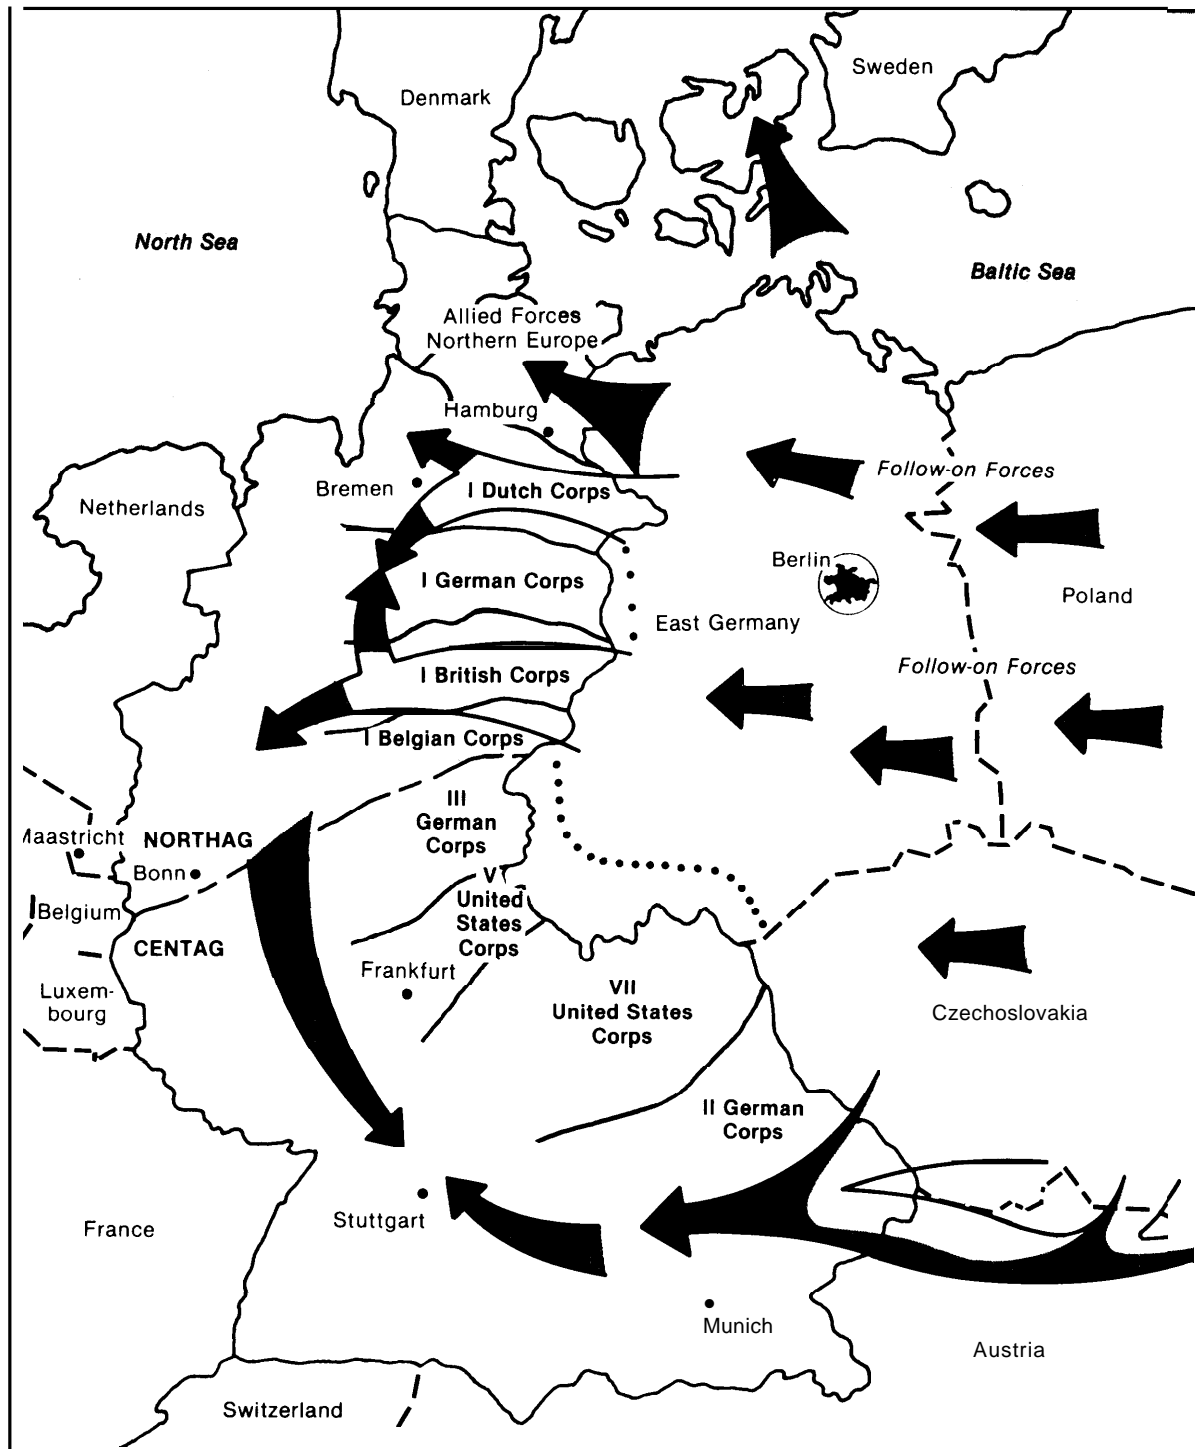 Sweden
Denmark
North Sea
Baltic Sea
Allied Forces
Northern Europe
Hamburg
Follow-on Forces
Bremen
I Dutch Corps
Netherlands
Berlin
I German Corps
Poland
East Germany
Follow-on Forces
I British Corps
I Belgian Corps
III
German
Corps
Maastricht
NORTHAG
Bonn
V
United
States
Corps
Belgium
CENTAG
Frankfurt
Luxem-
bourg
VII
United States
Corps
Czechoslovakia
II German
Corps
Stuttgart
France
Munich
Austria
Switzerland